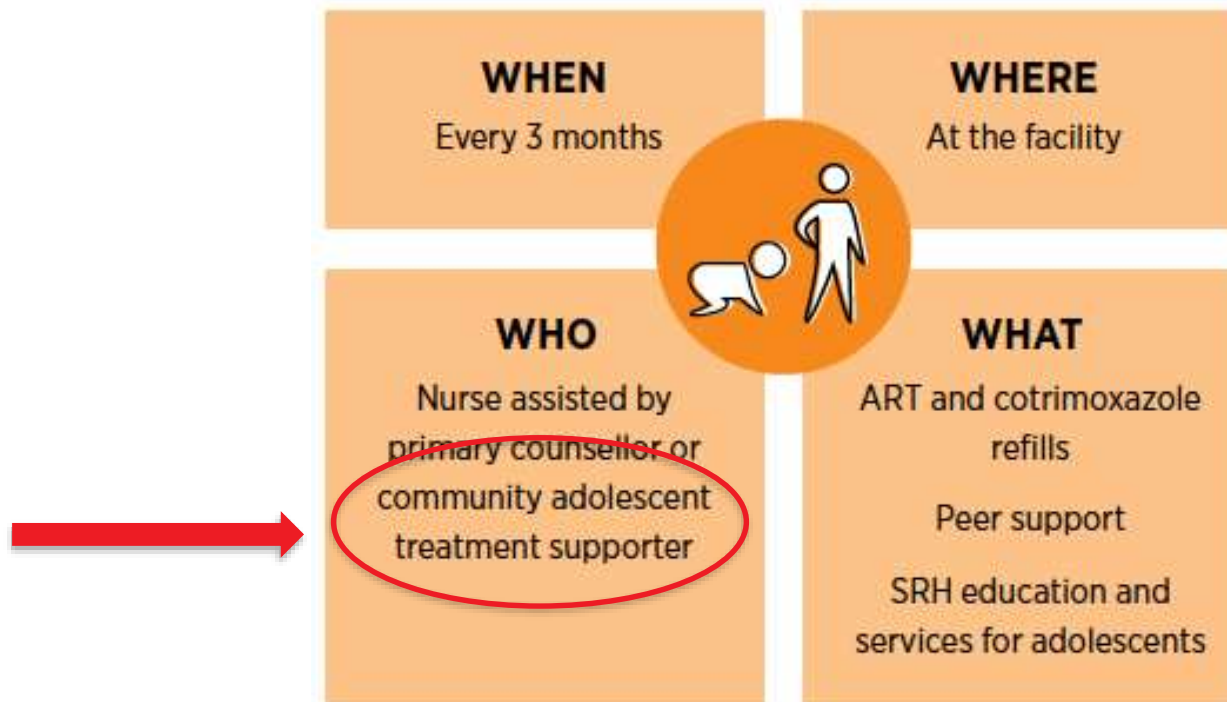 WHEN
Every 3 months
WHERE
At the facility
WHO
Nurse assisted by
primary counsellor or
community adolescent
treatment supporter
WHAT
ART and cotrimoxazole
refills
Peer support
SRH education and
services for adolescents